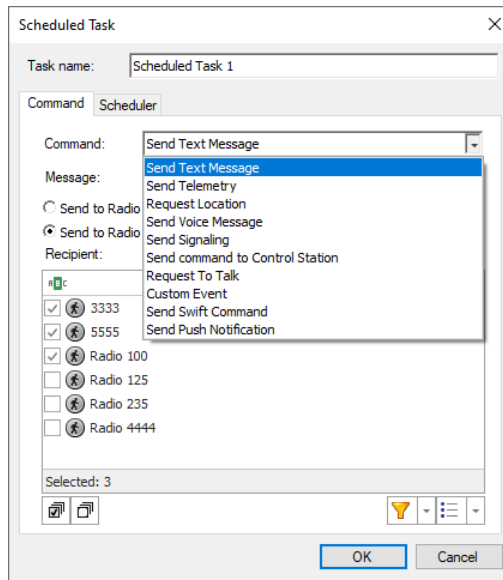 Scheduled Task
Task name: Scheduled Task 1
Command Scheduler
Command: Send Text Message
Send Text Message
Message:
Send Telemetry
Request Location
Send to Radio
Send Voice Message
Send Signaling
Send to Radio
Send command to Control Station
Recipient:
Request To Talk
ABC
Custom Event
3333
Send Swift Command
5555
Send Push Notification
Radio 100
Radio 125
Radio 235
Radio 4444
Selected: 3
OK Cancel